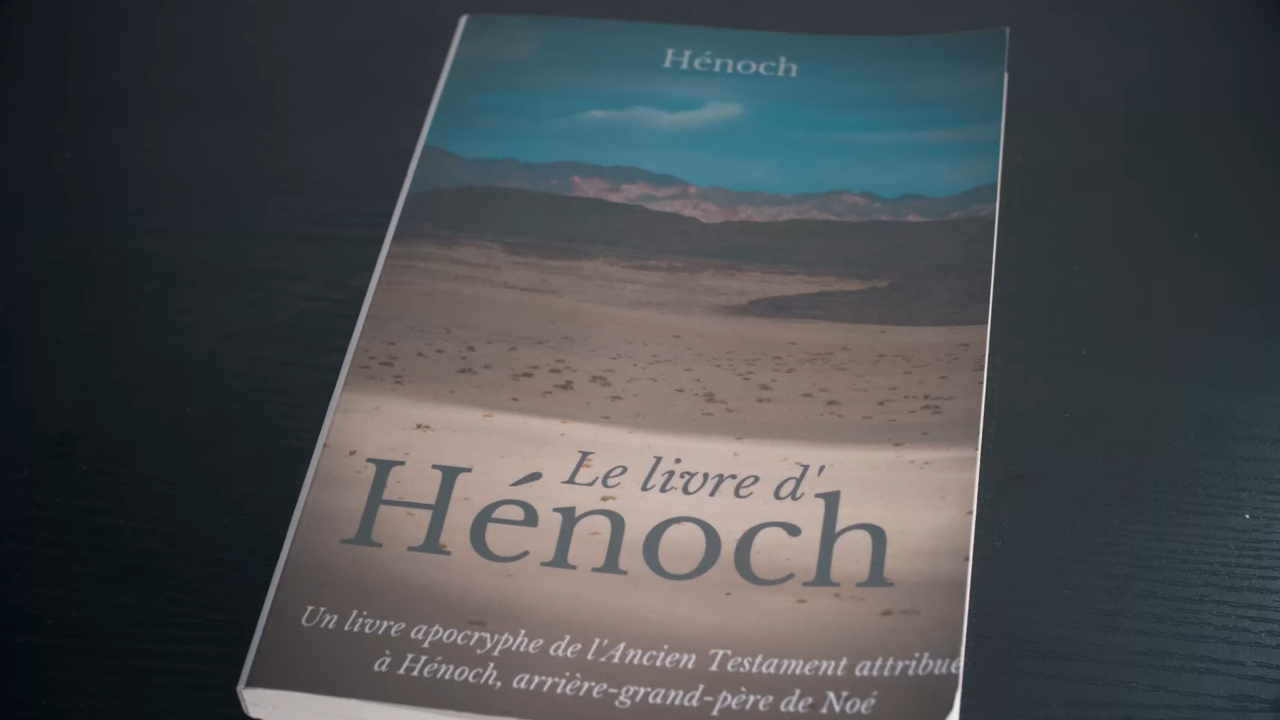 Hénoch
Le livre d'
Hénoch
Un livre apocryphe de l'Ancien Testament attribué
à Hénoch, arrière-grand-père de Noé